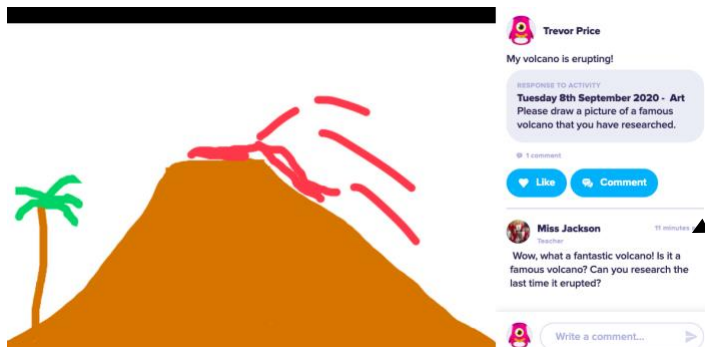 Trevor Price
My volcano is erupting!
RESPONSE TO ACTIVITY
Tuesday 8th September 2020 - Art
Please draw a picture of a famous
volcano that you have researched.
1 comment
Like
Comment
Miss Jackson
11 minutes
Teacher
Wow, what a fantastic volcano! Is it a
famous volcano? Can you research the
last time it erupted?
Write a comment...